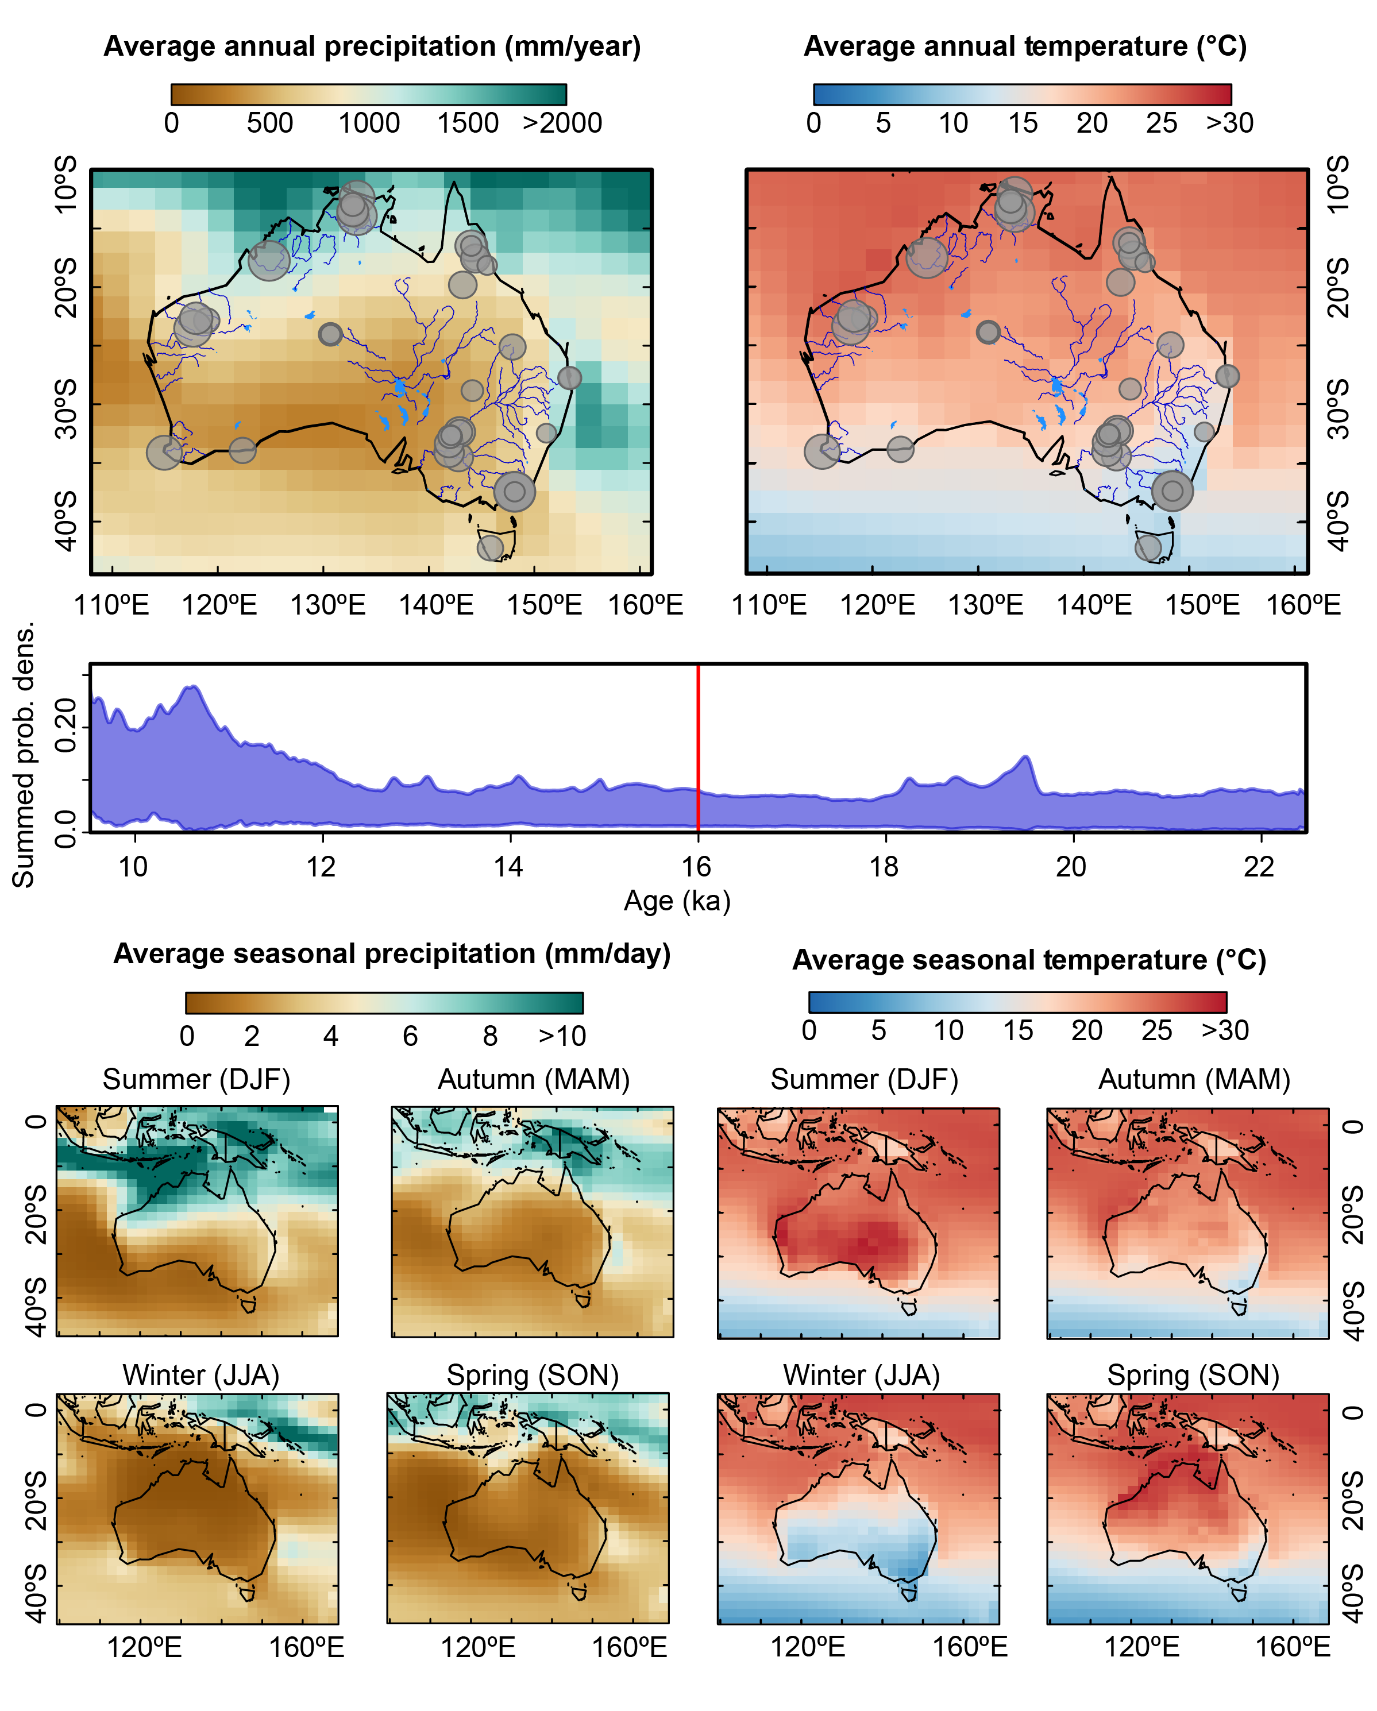 Average annual precipitation (mm/year)
Average annual temperature (°C)
0 500 1000 1500 >2000
0 5 10 15 20 25 >30
10ºS
20ºS
30ºS
40ºS
10ºS
20ºS
30ºS
40ºS
110ºE 120ºE 130ºE 140ºE 150ºE 160ºE
110ºE 120ºE 130ºE 140ºE 150ºE 160ºE
Summed prob. dens.
0.20
0.0
10 12 14 16 18 20 22
Age (ka)
Average seasonal precipitation (mm/day)
Average seasonal temperature (°C)
0 2 4 6 8 >10
0 5 10 15 20 25 >30
Summer (DJF)
Autumn (MAM)
Summer (DJF)
Autumn (MAM)
0
20ºS
40ºS
0
20ºS
40ºS
Winter (JJA)
Spring (SON)
Winter (JJA)
Spring (SON)
0
20ºS
40ºS
0
20ºS
40ºS
120ºE 160ºE
120ºE 160ºE
120ºE 160ºE
120ºE 160ºE